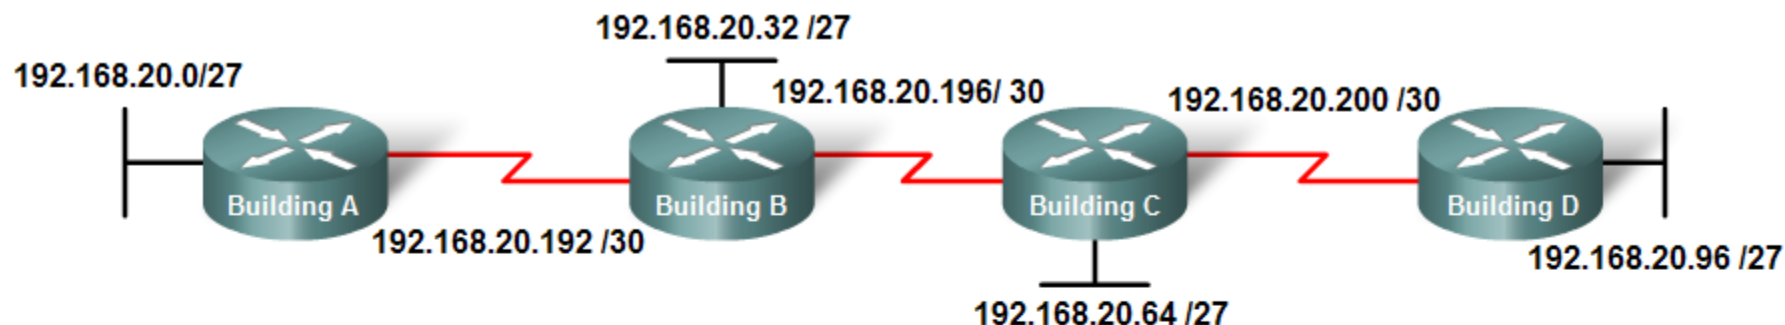 192.168.20.32 /27
192.168.20.0/27
192.168.20.196/ 30
192.168.20.200 /30
Building A
Building B
Building C
Building D
192.168.20.192 /30
192.168.20.96 /27
192.168.20.64 /27